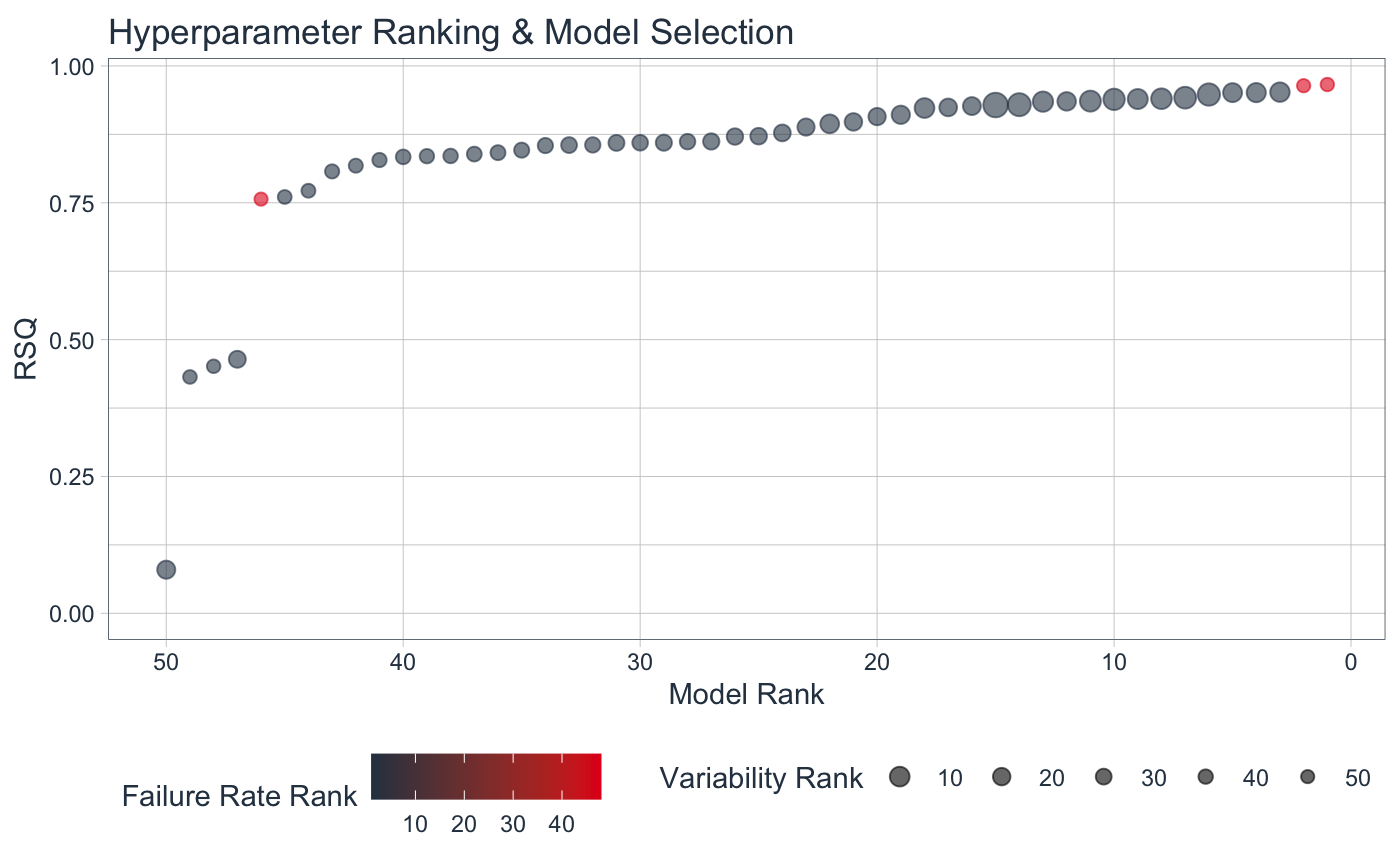 Hyperparameter Ranking & Model Selection
1.00
0.75
0.50
0.25
0.00
RSQ
50 40 30 20 10 0
Model Rank
Failure Rate Rank
10 20 30 40
Variability Rank 10 20 30 40 50